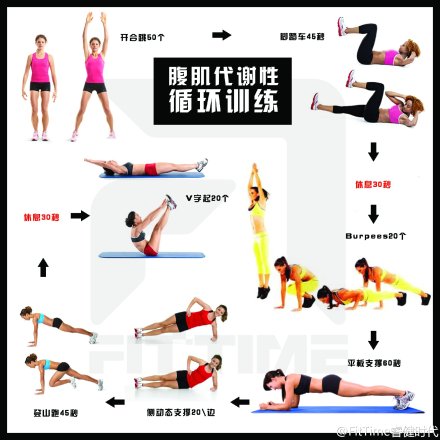 开合跳50个
脚踏车45秒
腹肌代谢性
循环训练
休息30秒
Burpees20个
平板支撑60秒
侧动态支撑20\边
登山跑45秒
休息30秒
V字起20个
FITTIME
@FitTime睿健时代